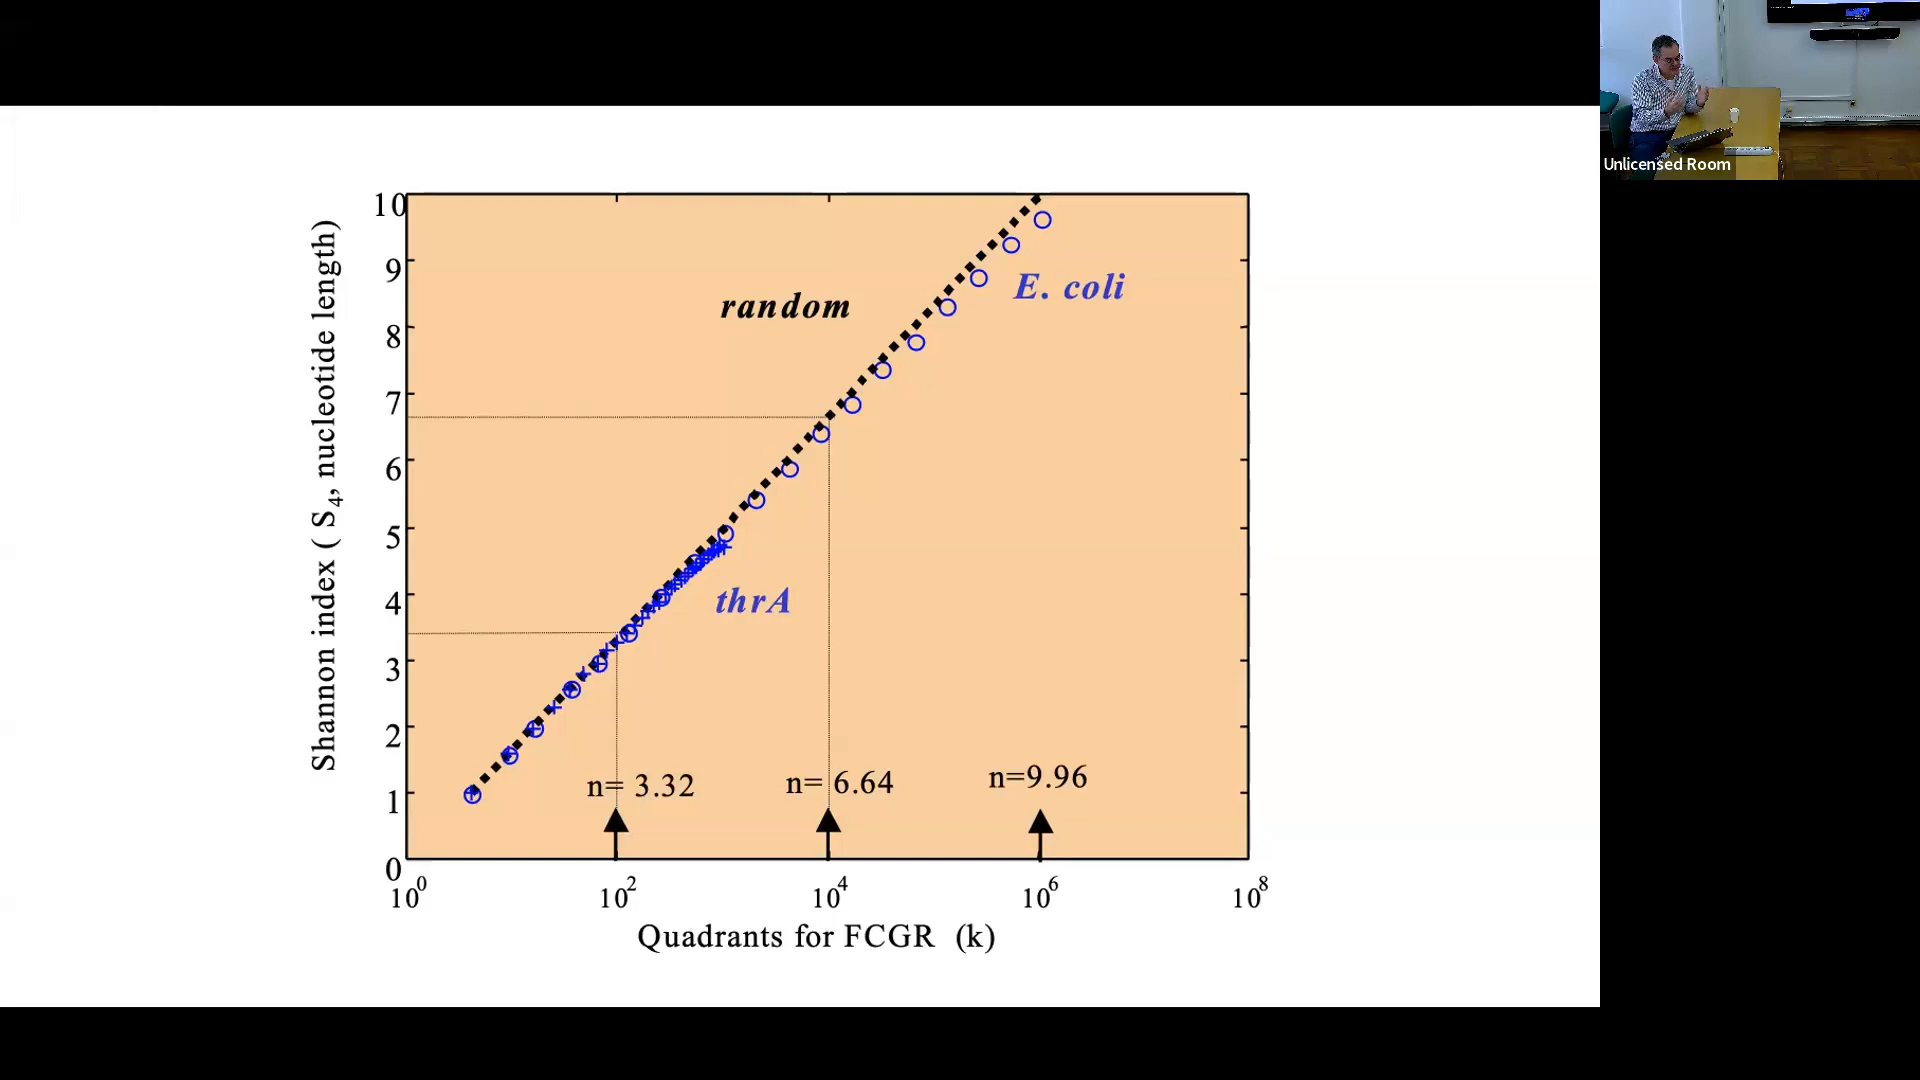 Unlicensed Room
Shannon index ( S4, nucleotide length)
10
9
8
7
6
5
4
3
2
1
0
random
E. coli
thrA
n= 3.32
n= 6.64
n=9.96
10^0
10^2
10^4
10^6
10^8
Quadrants for FCGR (k)